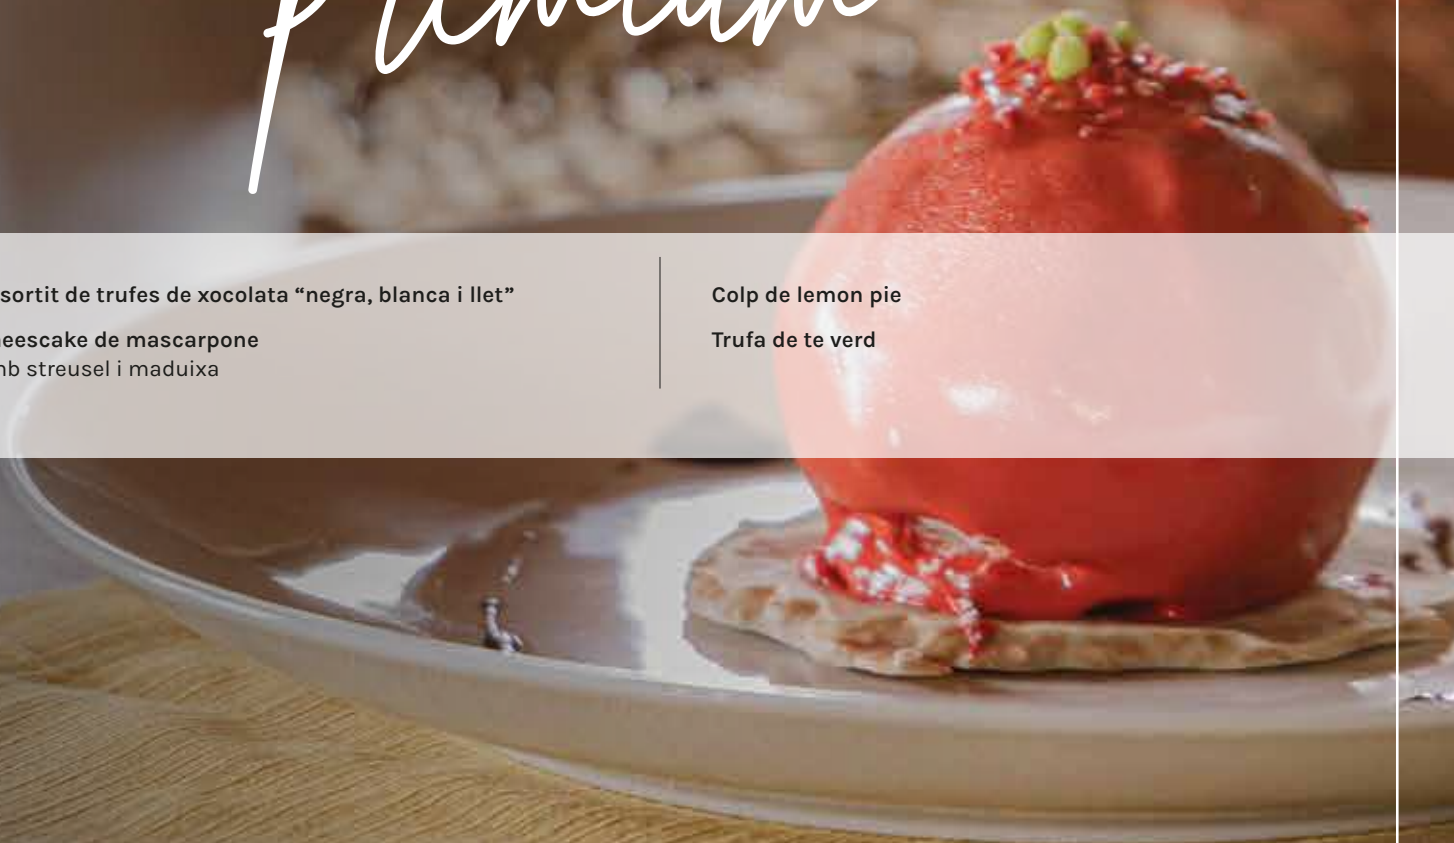 sortit de trufes de xocolata “negra, blanca i llet”
eescake de mascarpone
streusel i maduixa
Colp de lemon pie
Trufa de te verd